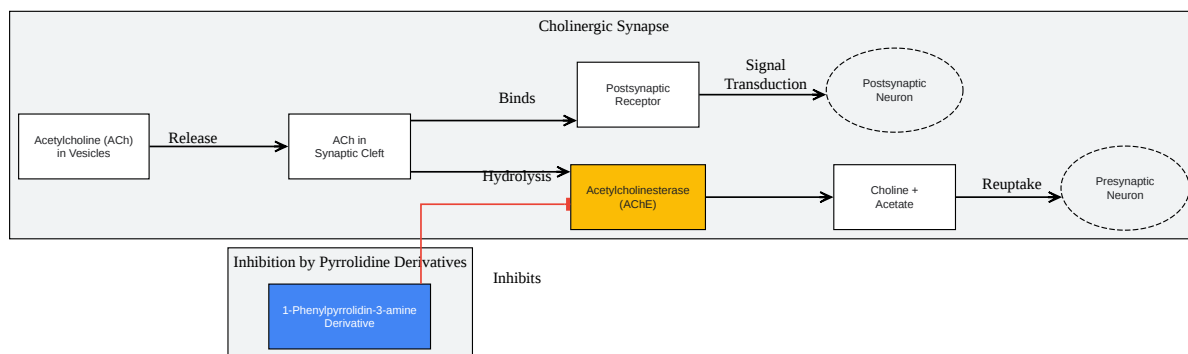 Cholinergic Synapse
Acetylcholine (ACh)
in Vesicles
Release
ACh in
Synaptic Cleft
Binds
Postsynaptic
Receptor
Signal
Transduction
Postsynaptic
Neuron
Hydrolysis
Acetylcholinesterase
(AChE)
Choline +
Acetate
Reuptake
Presynaptic
Neuron
Inhibition by Pyrrolidine Derivatives
Inhibits
1-Phenylpyrrolidin-3-amine
Derivative